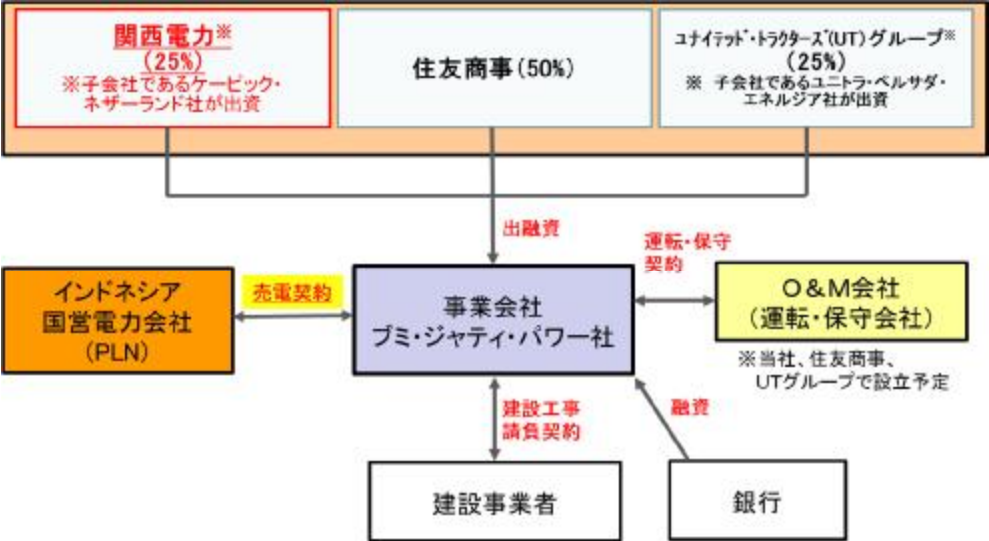 関西電力※
(25%)
※子会社であるケーピック・
ネザーランド社が出資
住友商事(50%)
ユナイテッド・トラクターズ(UT)グループ※
(25%)
※ 子会社であるユニトラ・ペルサダ・
エネルジア社が出資
出融資
運転・保守
契約
インドネシア
国営電力会社
(PLN)
売電契約
事業会社
ブミ・ジャティ・パワー社
O&M会社
(運転・保守会社)
※当社、住友商事、
UTグループで設立予定
建設工事
請負契約
融資
建設事業者
銀行